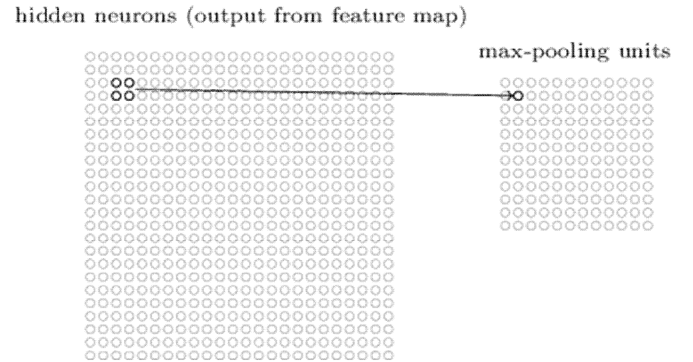 hidden neurons (output from feature map)
max-pooling units